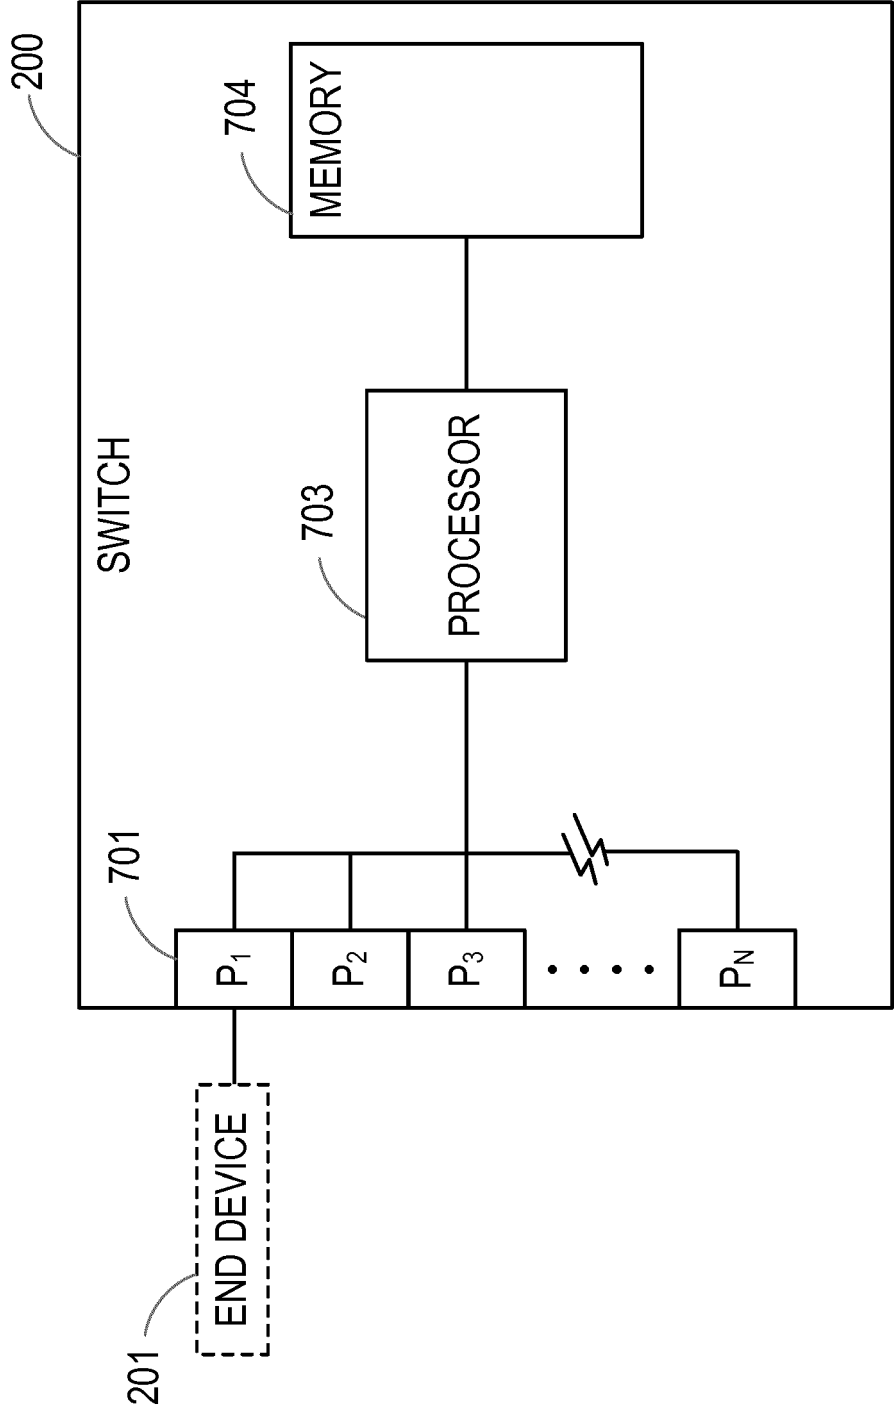 200
SWITCH
704
MEMORY
703
PROCESSOR
701
P1
P2
P3
PN
201
END DEVICE